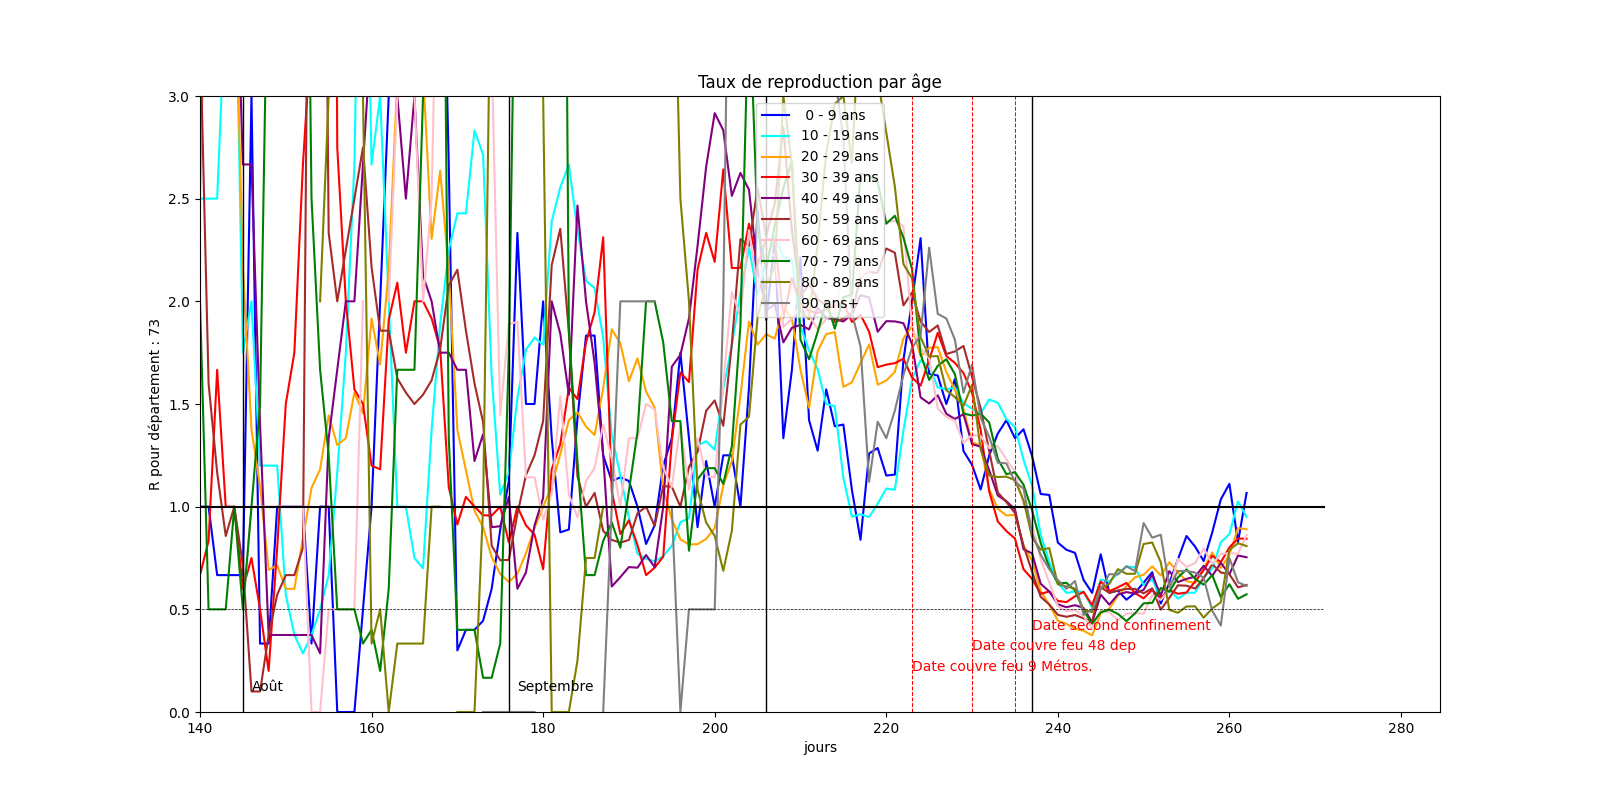 Taux de reproduction par âge
3.0
2.5
2.0
1.5
1.0
0.5
0.0
R pour département : 73
0 - 9 ans
10 - 19 ans
20 - 29 ans
30 - 39 ans
40 - 49 ans
50 - 59 ans
60 - 69 ans
70 - 79 ans
80 - 89 ans
90 ans+
Date second confinement
Date couvre feu 48 dep
Date couvre feu 9 Métros.
Août
Septembre
140 160 180 200 220 240 260 280
jours